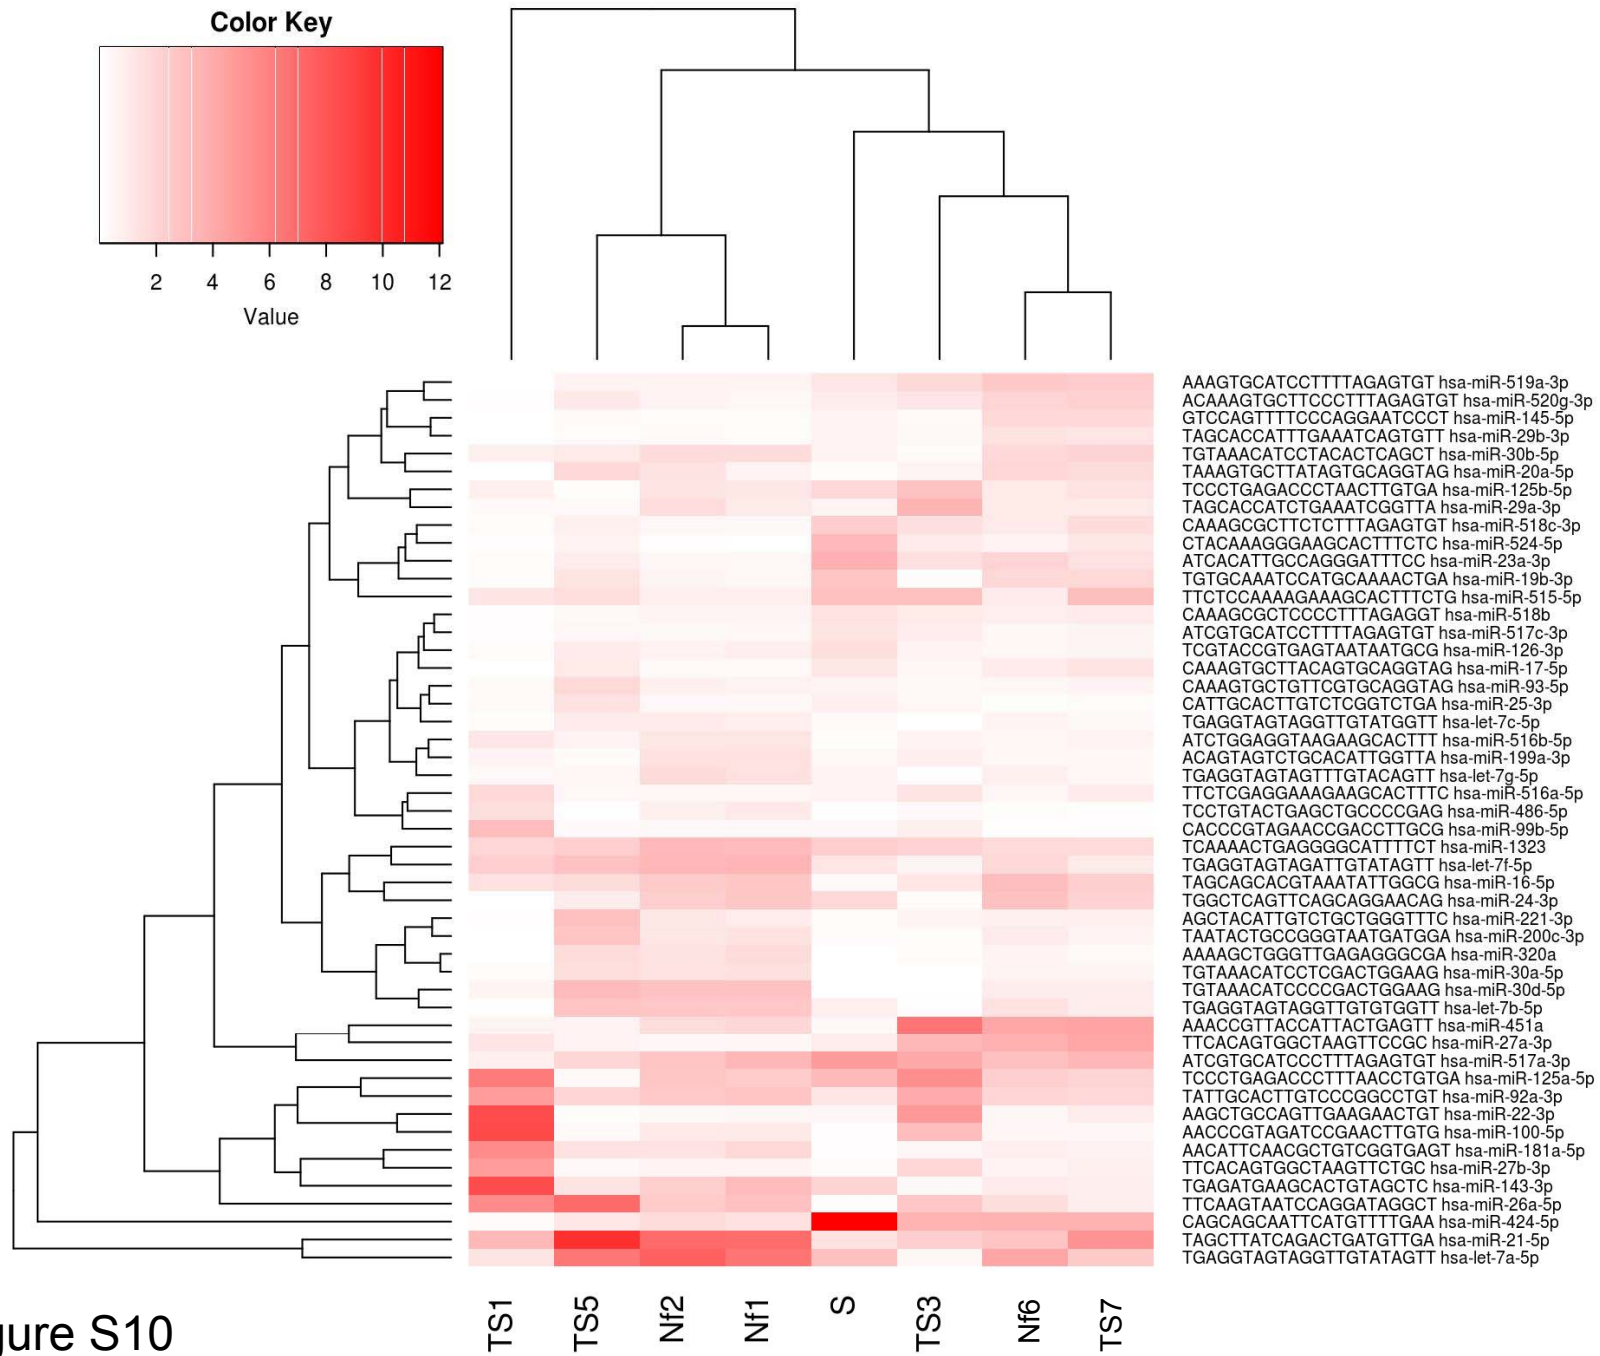 Color Key
2 4 6 8 10 12
Value
AAAGTGCATCCTTTTAGAGTGT hsa-miR-519a-3p
ACAAAGTGCTTCCCTTTAGAGTGT hsa-miR-520g-3p
GTCCAGTTTTCCCAGGAATCCCT hsa-miR-145-5p
TAGCACCATTTGAAATCAGTGTT hsa-miR-29b-3p
TGTAAACATCCTACACTCAGCT hsa-miR-30b-5p
TAAAGTGCTTATAGTGCAGGTAG hsa-miR-20a-5p
TCCCTGAGACCCTAACTTGTGA hsa-miR-125b-5p
TAGCACCATCTGAAATCGGTTA hsa-miR-29a-3p
CAAAGCGCTTCTCTTTAGAGTGT hsa-miR-518c-3p
CTACAAAGGGAAGCACTTTCTC hsa-miR-524-5p
ATCACATTGCCAGGGATTTCC hsa-miR-23a-3p
TGTGCAAATCCATGCAAAACTGA hsa-miR-19b-3p
TTCTCCAAAAGAAAGCACTTTCTG hsa-miR-515-5p
CAAAGCGCTCCCCTTTAGAGGT hsa-miR-518b
ATCGTGCATCCTTTTAGAGTGT hsa-miR-517c-3p
TCGTACCGTGAGTAATAATGCG hsa-miR-126-3p
CAAAGTGCTTACAGTGCAGGTAG hsa-miR-17-5p
CAAAGTGCTGTTCGTGCAGGTAG hsa-miR-93-5p
CATTGCACTTGTCTCGGTCTGA hsa-miR-25-3p
TGAGGTAGTAGGTTGTATGGTT hsa-let-7c-5p
ATCTGGAGGTAAGAAGCACTTT hsa-miR-516b-5p
ACAGTAGTCTGCACATTGGTTA hsa-miR-199a-3p
TGAGGTAGTAGTTTGTACAGTT hsa-let-7g-5p
TTCTCGAGGAAAGAAGCACTTTC hsa-miR-516a-5p
TCCTGTACTGAGCTGCCCCGAG hsa-miR-486-5p
CACCCGTAGAACCGACCTTGCG hsa-miR-99b-5p
TCAAAACTGAGGGGCATTTTCT hsa-miR-1323
TGAGGTAGTAGATTGTATAGTT hsa-let-7f-5p
TAGCAGCACGTAAATATTGGCG hsa-miR-16-5p
TGGCTCAGTTCAGCAGGAACAG hsa-miR-24-3p
AGCTACATTGTCTGCTGGGTTTC hsa-miR-221-3p
TAATACTGCCGGGTAATGATGGA hsa-miR-200c-3p
AAAAGCTGGGTTGAGAGGGCGA hsa-miR-320a
TGTAAACATCCTCGACTGGAAG hsa-miR-30a-5p
TGTAAACATCCCCGACTGGAAG hsa-miR-30d-5p
TGAGGTAGTAGGTTGTGTGGTT hsa-let-7b-5p
AAACCGTTACCATTACTGAGTT hsa-miR-451a
TTCACAGTGGCTAAGTTCCGC hsa-miR-27a-3p
ATCGTGCATCCCTTTAGAGTGT hsa-miR-517a-3p
TCCCTGAGACCCTTTAACCTGTGA hsa-miR-125a-5p
TATTGCACTTGTCCCGGCCTGT hsa-miR-92a-3p
AAGCTGCCAGTTGAAGAACTGT hsa-miR-22-3p
AACCCGTAGATCCGAACTTGTG hsa-miR-100-5p
AACATTCAACGCTGTCGGTGAGT hsa-miR-181a-5p
TTCACAGTGGCTAAGTTCTGC hsa-miR-27b-3p
TGAGATGAAGCACTGTAGCTC hsa-miR-143-3p
TTCAAGTAATCCAGGATAGGCT hsa-miR-26a-5p
CAGCAGCAATTCATGTTTTGAA hsa-miR-424-5p
TAGCTTATCAGACTGATGTTGA hsa-miR-21-5p
TGAGGTAGTAGGTTGTATAGTT hsa-let-7a-5p
TS1 TS5 Nf2 Nf1 S TS3 Nf6 TS7
gure S10